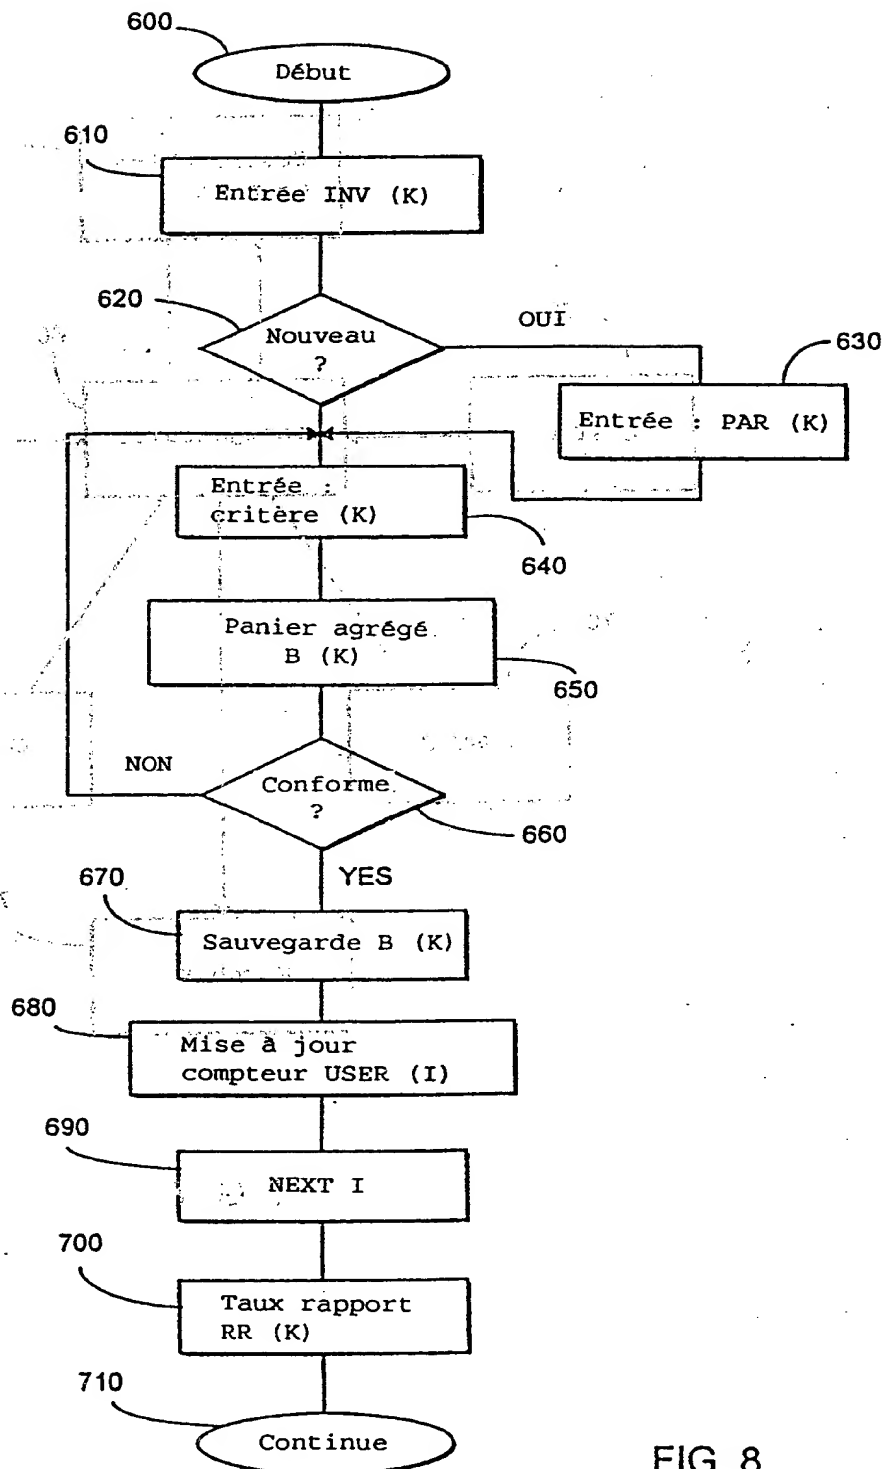 600
Début
610
Entrée INV (K)
620
Nouveau
?
OUI
630
Entrée : PAR (K)
Entrée :
critère (K)
640
Panier agrégé
B (K)
650
NON
Conforme
?
660
YES
670
Sauvegarde B (K)
680
Mise à jour
compteur USER (I)
690
NEXT I
700
Taux rapport
RR (K)
710
Continue
FIG. 8